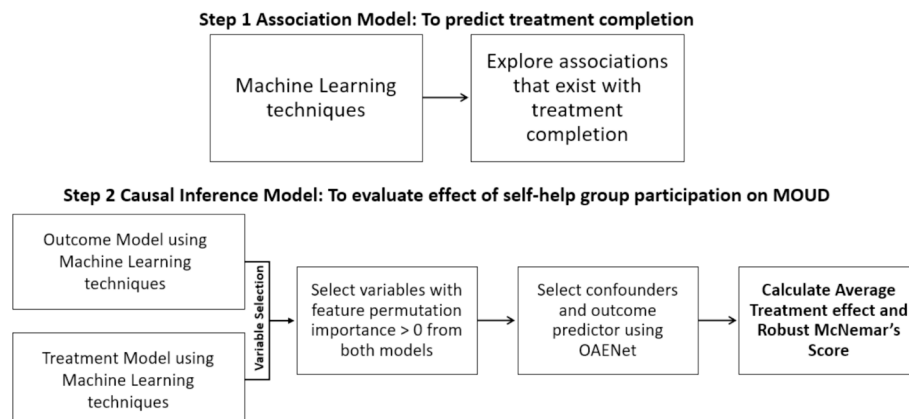 Step 1 Association Model: To predict treatment completion
Machine Learning
techniques
Explore associations
that exist with
treatment
completion
Step 2 Causal Inference Model: To evaluate effect of self-help group participation on MOUD
Outcome Model using
Machine Learning
techniques
Treatment Model using
Machine Learning
techniques
Variable Selection
Select variables with
feature permutation
importance > 0 from
both models
Select confounders
and outcome
predictor using
OAENet
Calculate Average
Treatment effect and
Robust McNemar's
Score